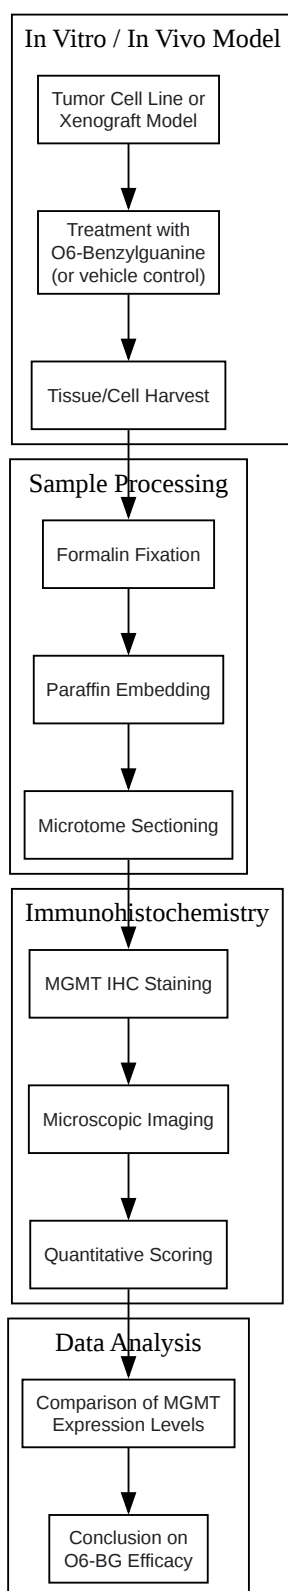 In Vitro / In Vivo Model
Tumor Cell Line or
Xenograft Model
Treatment with
O6-Benzylguanine
(or vehicle control)
Tissue/Cell Harvest
Sample Processing
Formalin Fixation
Paraffin Embedding
Microtome Sectioning
Immunohistochemistry
MGMT IHC Staining
Microscopic Imaging
Quantitative Scoring
Data Analysis
Comparison of MGMT
Expression Levels
Conclusion on
O6-BG Efficacy